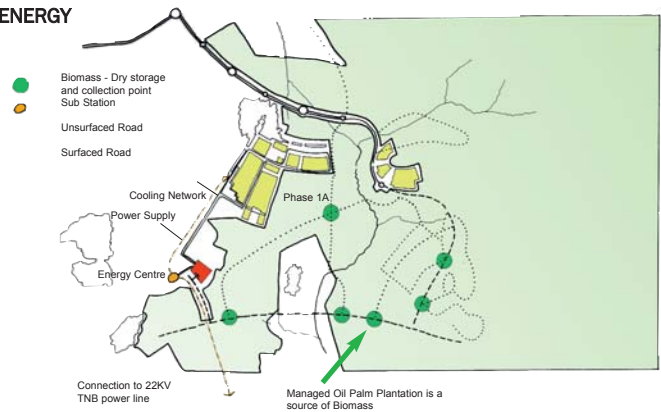 ENERGY
Biomass - Dry storage
and collection point
Sub Station
Unsurfaced Road
Surfaced Road
Cooling Network
Phase 1A
Power Supply
Energy Centre
Connection to 22KV
TNB power line
Managed Oil Palm Plantation is a
source of Biomass